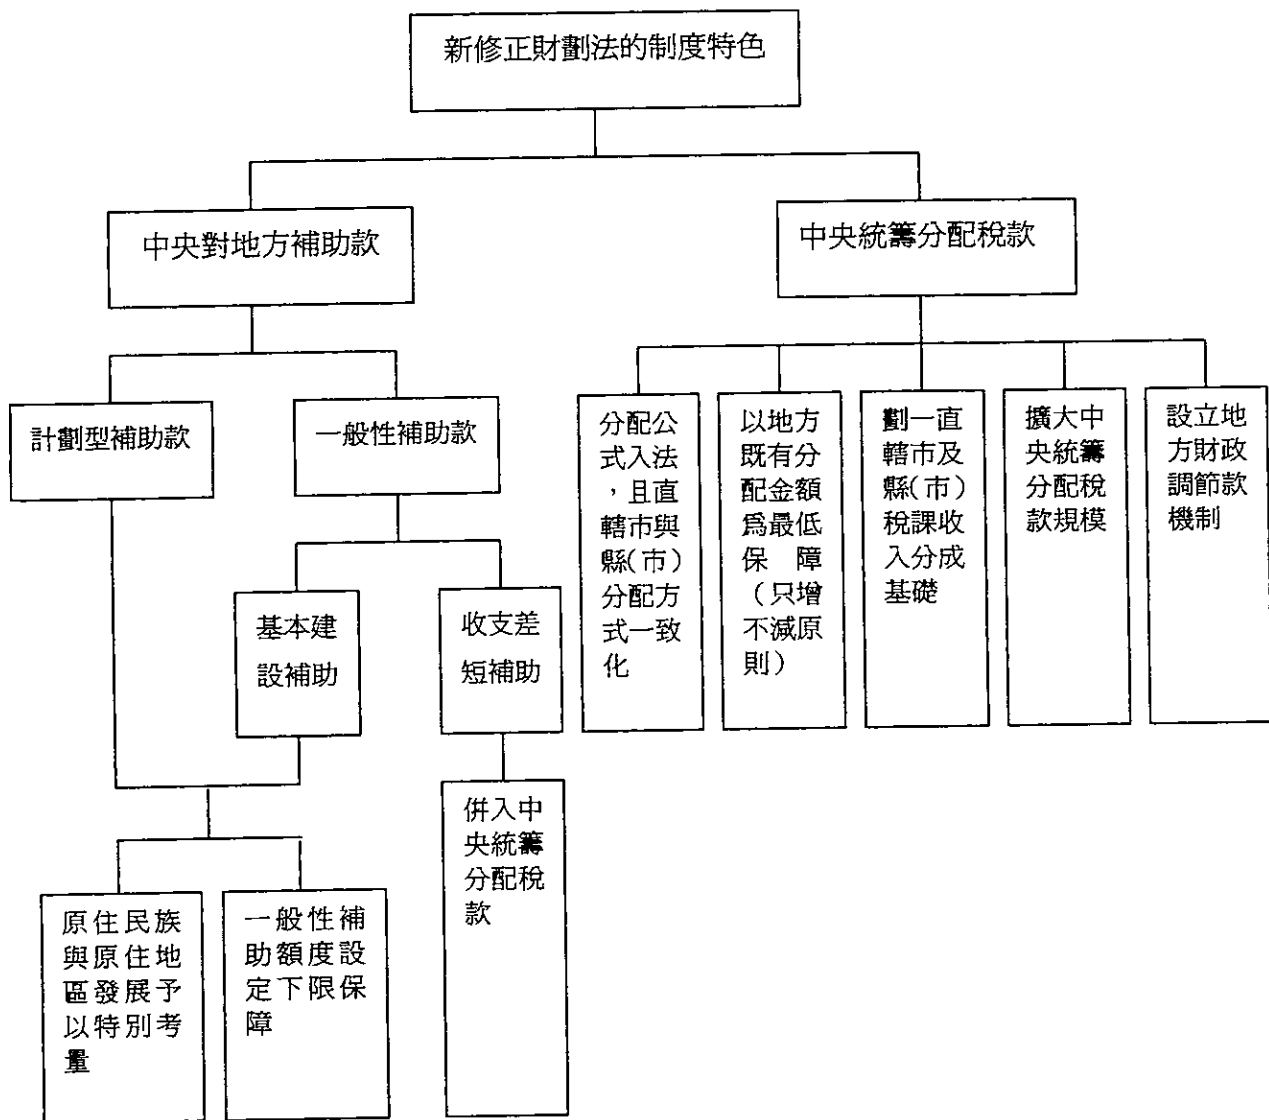 新修正財劃法的制度特色
中央對地方補助款
中央統籌分配稅款
計劃型補助款
一般性補助款
分配公
式入法
，且直
轄市與
縣(市)
分配方
式一致
化
以地方
既有分
配金額
爲最低
保障
（只增
不減原
則）
劃一直
轄市及
縣(市)
稅課收
入分成
基礎
擴大中
央統籌
分配稅
款規模
設立地
方財政
調節款
機制
基本建
設補助
收支差
短補助
原住民族
與原住地
區發展予
以特別考
量
一般性補
助額度設
定下限保
障
併入中
央統籌
分配稅
款